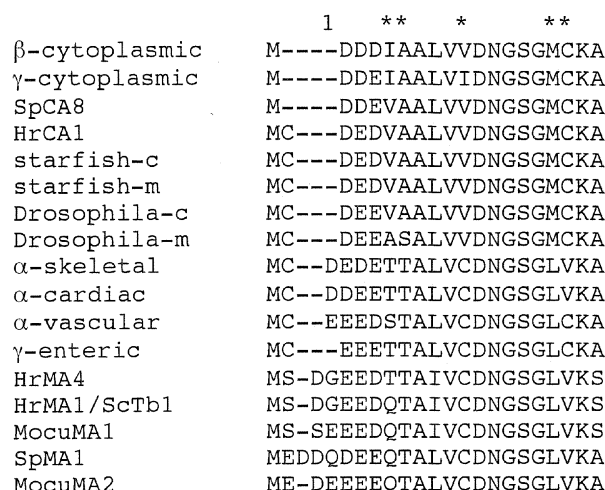 1 ** * **
β-cytoplasmic M----DDDIAALVVDNGSGMCKA
γ-cytoplasmic M----DDEIAALVIDNGSGMCKA
SpCA8 M----DDEVAALVVDNGSGMCKA
HrCA1 MC---DEDVAALVVDNGSGMCKA
starfish-c MC---DEDVAALVVDNGSGMCKA
starfish-m MC---DEDVAALVVDNGSGMCKA
Drosophila-c MC---DEEVAALVVDNGSGMCKA
Drosophila-m MC---DEEASALVVDNGSGMCKA
α-skeletal MC--DEDETTALVCDNGSGLVKA
α-cardiac MC--DDEETTALVCDNGSGLVKA
α-vascular MC--EEEDSTALVCDNGSGLCKA
γ-enteric MC---EEETTALVCDNGSGLCKA
HrMA4 MS-DGEEDTTAIVCDNGSGLVKS
HrMA1/ScTb1 MS-DGEEDQTAIVCDNGSGLVKS
MocuMA1 MS-SEEEDQTAIVCDNGSGLVKS
SpMA1 MEDDQDEEQTALVCDNGSGLVKA
MocuMA2 ME-DEEEEQTALVCDNGSGLVKA